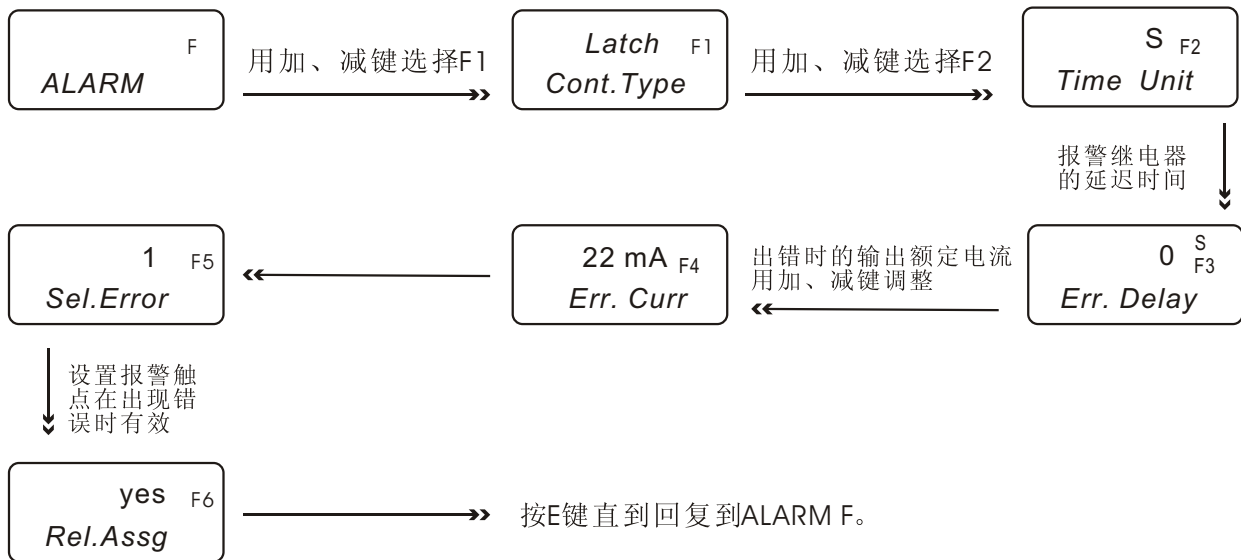 F
ALARM
用加、减键选择F1
Latch F1
Cont.Type
用加、减键选择F2
S F2
Time Unit
报警继电器
的延迟时间
0 S F3
Err. Delay
出错时的输出额定电流
用加、减键调整
22 mA F4
Err. Curr
1 F5
Sel.Error
设置报警触
点在出现错
误时有效
yes F6
Rel.Assg
按E键直到回复到ALARM F。